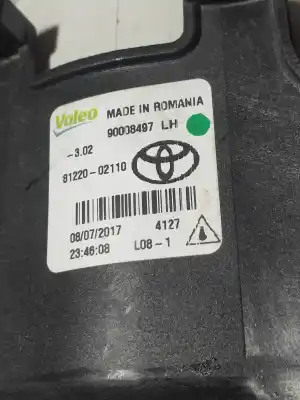 Valeo MADE IN ROMANIA
90008497 LH
-3.02
81220-02110
08/07/2017 4127
23:46:08 L08-1